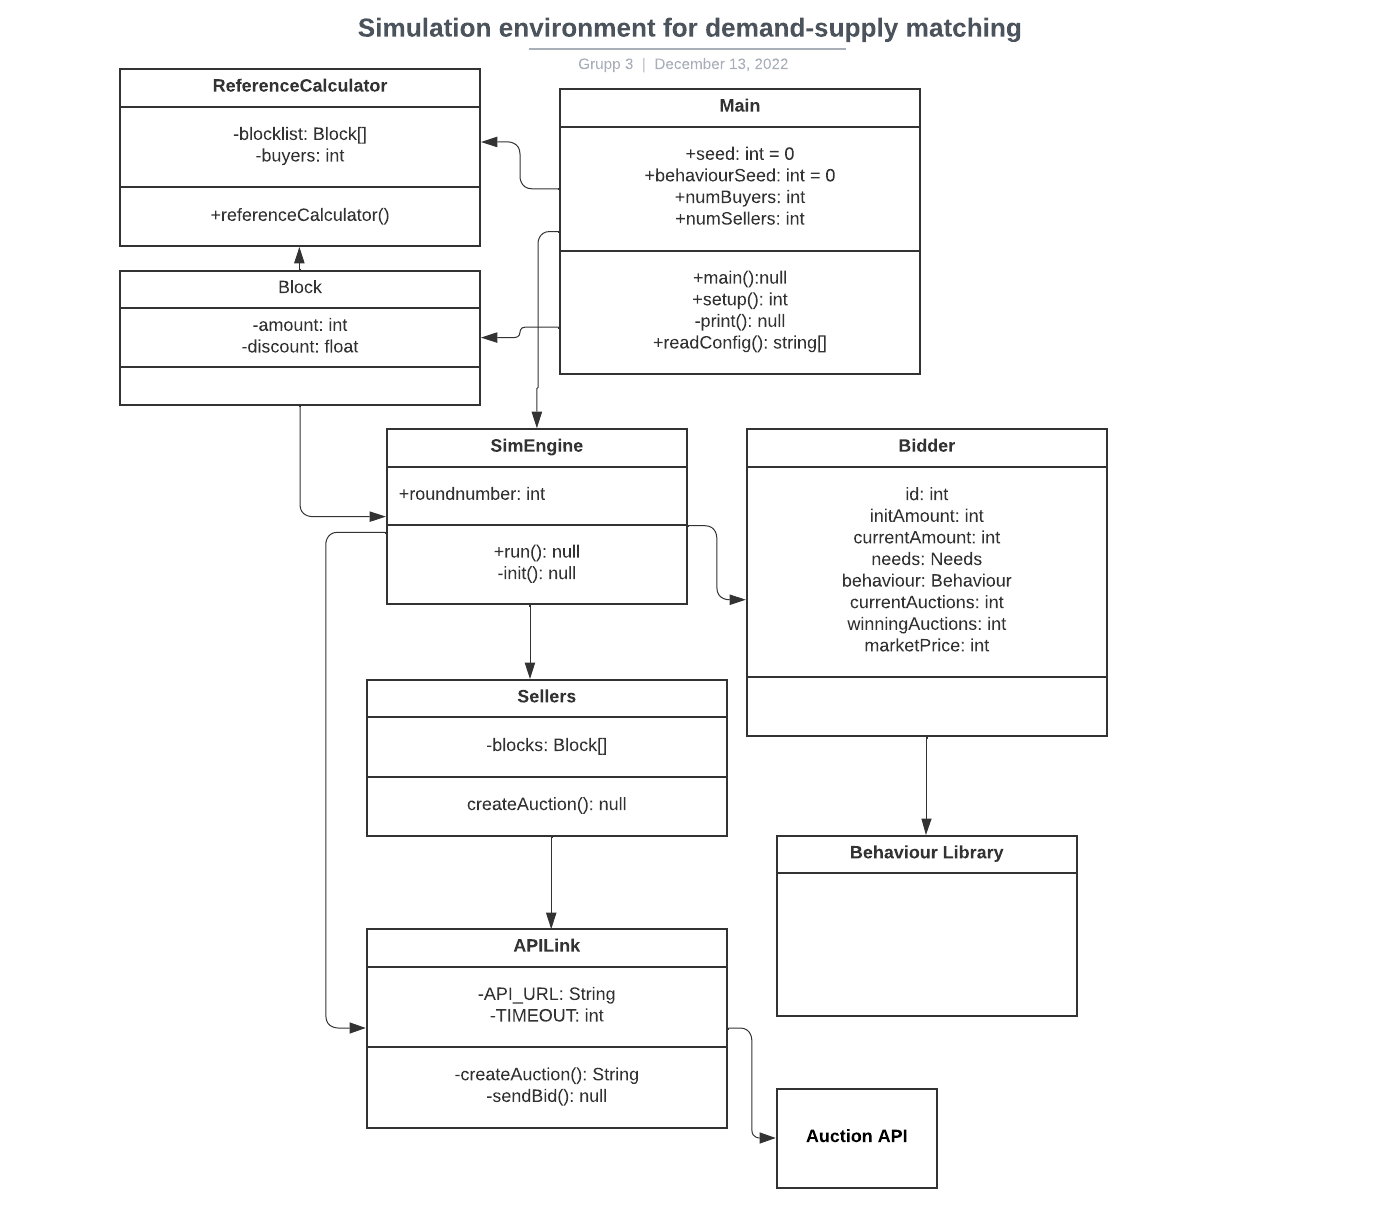 Simulation environment for demand-supply matching
Grupp 3 | December 13, 2022
ReferenceCalculator
-blocklist: Block[]
-buyers: int
+referenceCalculator()
Main
+seed: int = 0
+behaviourSeed: int = 0
+numBuyers: int
+numSellers: int
+main():null
+setup(): int
-print(): null
+readConfig(): string[]
Block
-amount: int
-discount: float
SimEngine
+roundnumber: int
+run(): null
-init(): null
Bidder
id: int
initAmount: int
currentAmount: int
needs: Needs
behaviour: Behaviour
currentAuctions: int
winningAuctions: int
marketPrice: int
Sellers
-blocks: Block[]
createAuction(): null
Behaviour Library
APILink
-API_URL: String
-TIMEOUT: int
-createAuction(): String
-sendBid(): null
Auction API